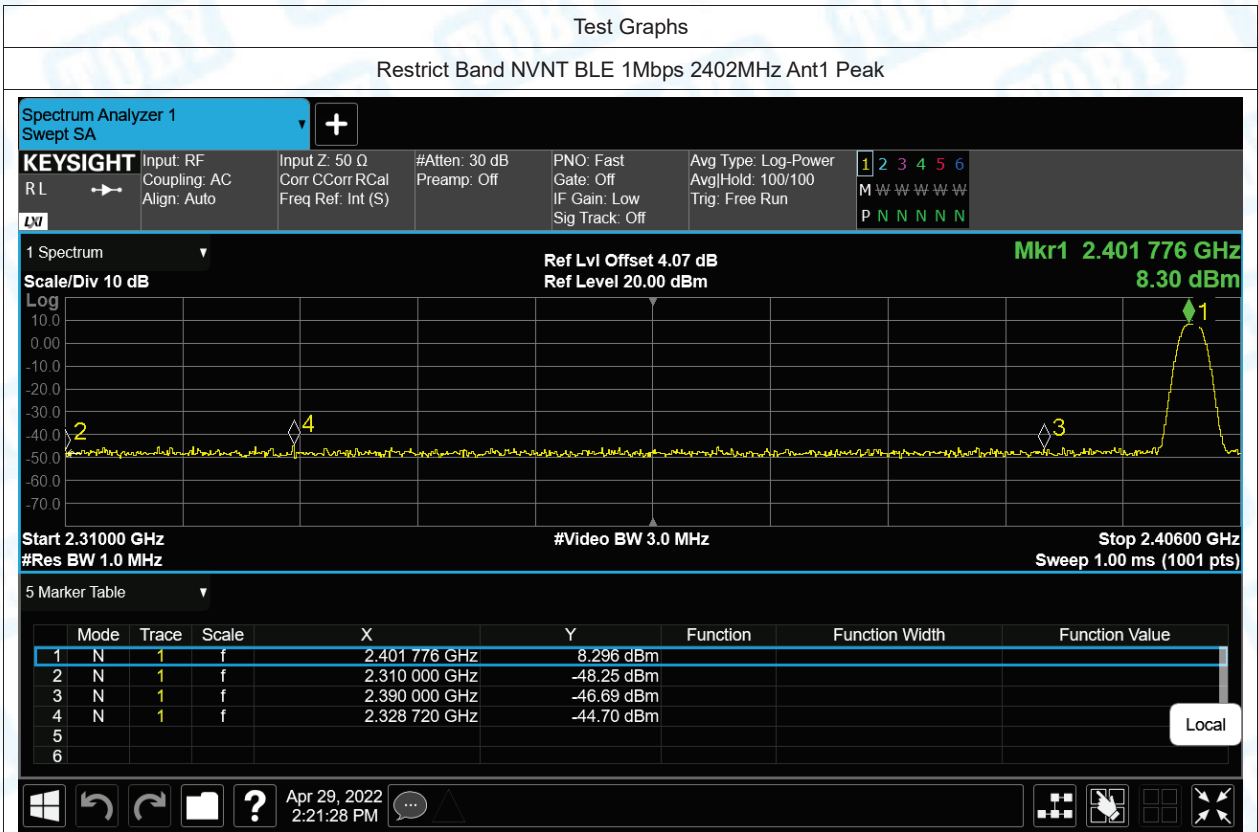 Test Graphs
Restrict Band NVNT BLE 1Mbps 2402MHz Ant1 Peak
Spectrum Analyzer 1
Swept SA
KEYSIGHT
RL
LXI
Input: RF
Coupling: AC
Align: Auto
Input Z: 50 Ω
Corr CCorr RCal
Freq Ref: Int (S)
#Atten: 30 dB
Preamp: Off
PNO: Fast
Gate: Off
IF Gain: Low
Sig Track: Off
Avg Type: Log-Power
Avg|Hold: 100/100
Trig: Free Run
1 2 3 4 5 6
M W W W W W
P N N N N N
1 Spectrum
Scale/Div 10 dB
Ref Lvl Offset 4.07 dB
Ref Level 20.00 dBm
Mkr1 2.401 776 GHz
8.30 dBm
Log
10.0
0.00
-10.0
-20.0
-30.0
-40.0
-50.0
-60.0
-70.0
2
4
3
1
Start 2.31000 GHz
#Video BW 3.0 MHz
Stop 2.40600 GHz
#Res BW 1.0 MHz
Sweep 1.00 ms (1001 pts)
5 Marker Table
Mode Trace Scale X Y Function Function Width Function Value
1 N 1 f 2.401 776 GHz 8.296 dBm
2 N 1 f 2.310 000 GHz -48.25 dBm
3 N 1 f 2.390 000 GHz -46.69 dBm
4 N 1 f 2.328 720 GHz -44.70 dBm
5
6
Local
?
Apr 29, 2022
2:21:28 PM